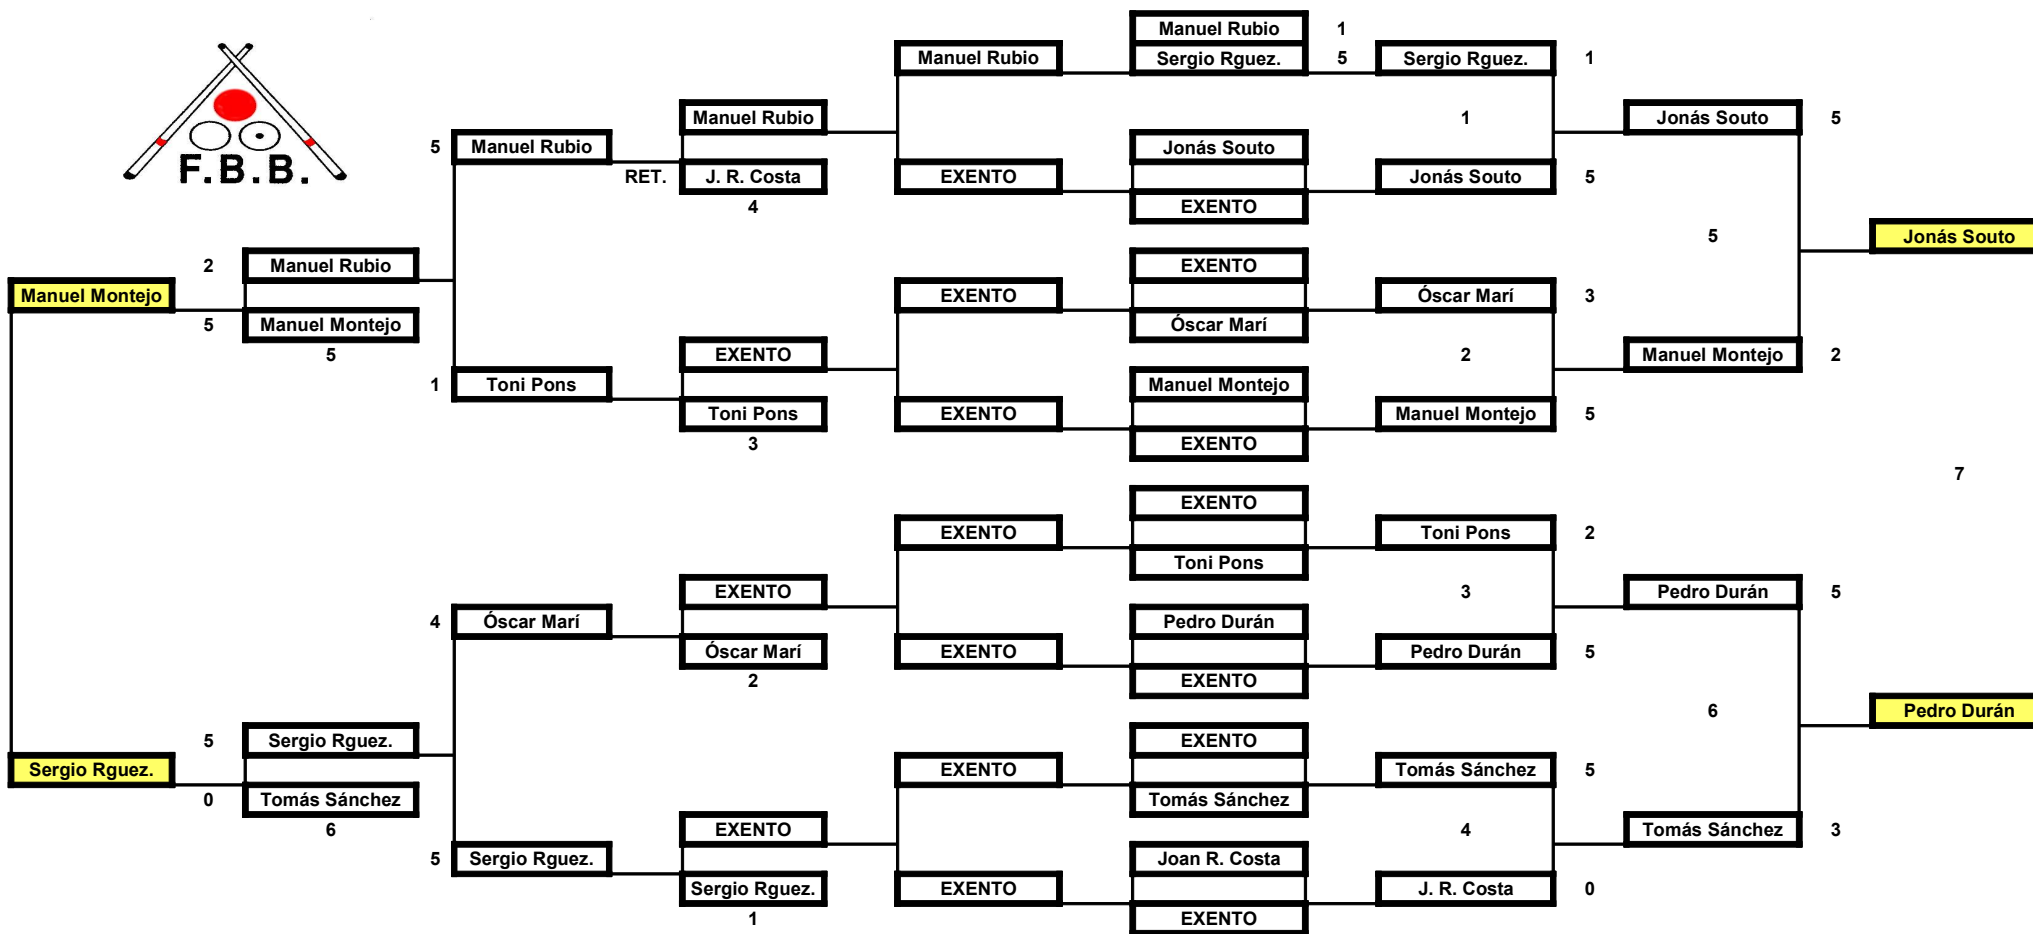 Manuel Rubio 1
Manuel Rubio Sergio Rguez. 5 Sergio Rguez. 1
Manuel Rubio 1 Jonás Souto 5
5 Manuel Rubio Jonás Souto
F.B.B. RET. J. R. Costa EXENTO Jonás Souto 5
4 EXENTO
5 Jonás Souto
2 Manuel Rubio EXENTO
Manuel Montejo EXENTO Óscar Marí 3
5 Manuel Montejo Óscar Marí
5 EXENTO 2 Manuel Montejo 2
1 Toni Pons Manuel Montejo
Toni Pons EXENTO Manuel Montejo 5
3 EXENTO
7
EXENTO
EXENTO Toni Pons 2
Toni Pons
EXENTO 3 Pedro Durán 5
4 Óscar Marí Pedro Durán
Óscar Marí EXENTO Pedro Durán 5
2 EXENTO
6 Pedro Durán
5 Sergio Rguez. EXENTO
Sergio Rguez. EXENTO Tomás Sánchez 5
0 Tomás Sánchez Tomás Sánchez
6 EXENTO 4 Tomás Sánchez 3
5 Sergio Rguez. Joan R. Costa
Sergio Rguez. EXENTO J. R. Costa 0
1 EXENTO